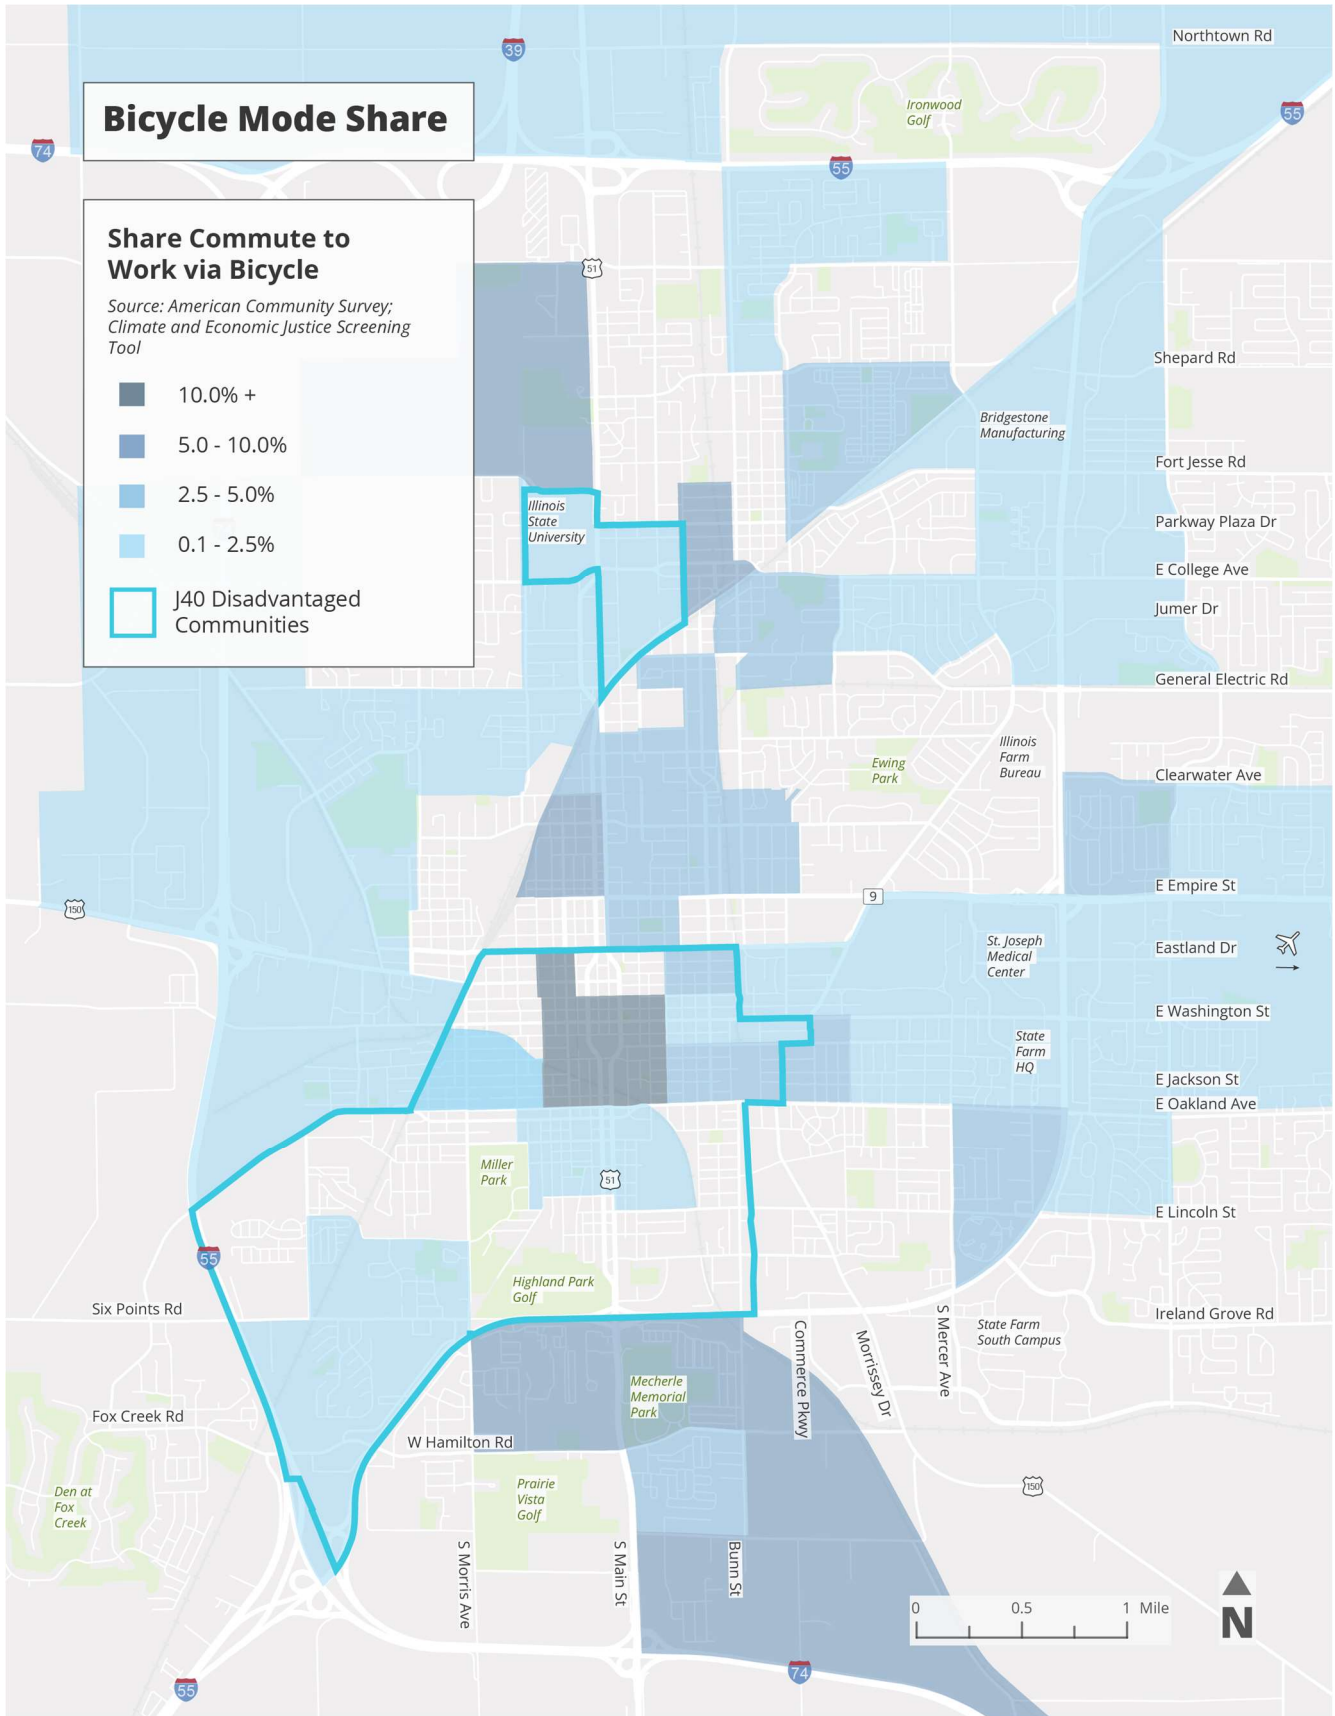 Northtown Rd
39
Bicycle Mode Share
Ironwood
Golf
55
74
55
Share Commute to
Work via Bicycle
Source: American Community Survey;
Climate and Economic Justice Screening
Tool
10.0% +
5.0 - 10.0%
2.5 - 5.0%
0.1 - 2.5%
J40 Disadvantaged
Communities
51
Shepard Rd
Bridgestone
Manufacturing
Fort Jesse Rd
Illinois
State
University
Parkway Plaza Dr
E College Ave
Jumer Dr
General Electric Rd
Illinois
Farm
Bureau
Ewing
Park
Clearwater Ave
E Empire St
9
150
St. Joseph
Medical
Center
Eastland Dr
E Washington St
State
Farm
HQ
E Jackson St
E Oakland Ave
Miller
Park
51
E Lincoln St
55
Highland Park
Golf
Six Points Rd
Ireland Grove Rd
S Mercer Ave
State Farm
South Campus
Commerce Pkwy
Morrissey Dr
Mecherle
Memorial
Park
Fox Creek Rd
W Hamilton Rd
Den at
Fox
Creek
Prairie
Vista
Golf
150
S Morris Ave
S Main St
Bunn St
0 0.5 1 Mile
N
74
55